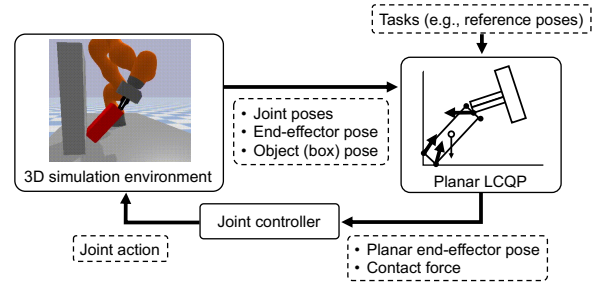 Tasks (e.g., reference poses)
• Joint poses
• End-effector pose
• Object (box) pose
3D simulation environment
Planar LCQP
Joint controller
Joint action
• Planar end-effector pose
• Contact force